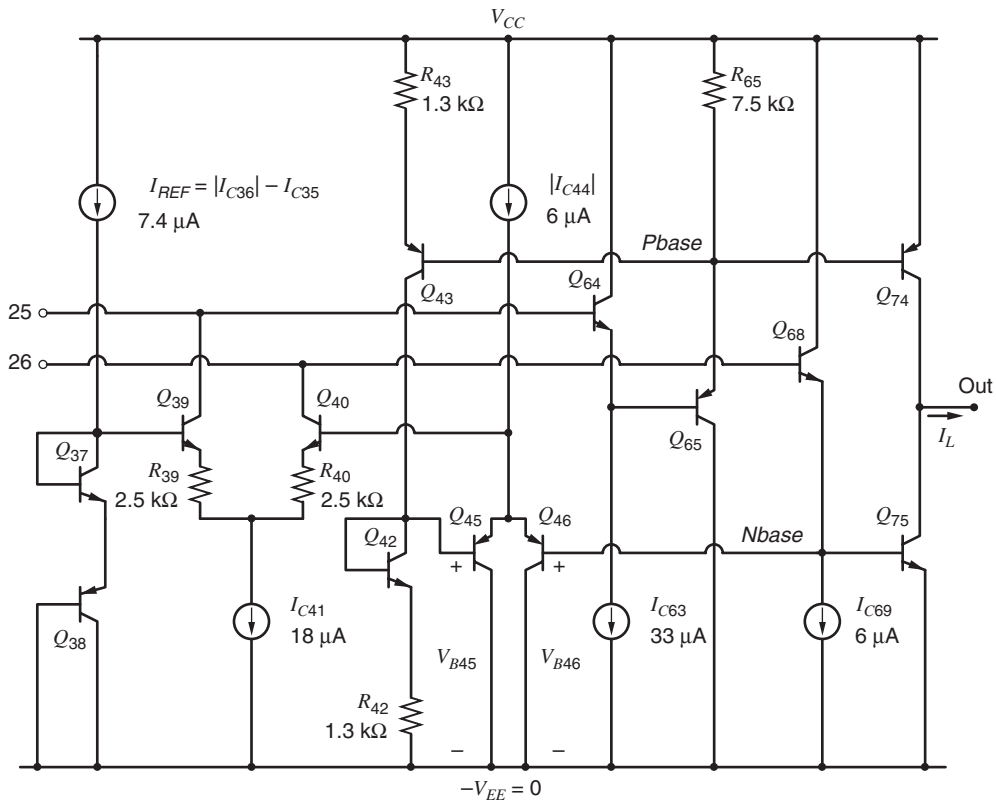 V_CC
R_43
1.3 kΩ
R_65
7.5 kΩ
I_REF = |I_C36| − I_C35
7.4 μA
|I_C44|
6 μA
Pbase
Q_43
Q_64
Q_74
25
26
Q_68
Out
I_L
Q_39
Q_40
Q_65
Q_37
R_39
2.5 kΩ
R_40
2.5 kΩ
Q_42
Q_45
Q_46
Nbase
Q_75
+
+
Q_38
I_C41
18 μA
V_B45
V_B46
I_C63
33 μA
I_C69
6 μA
R_42
1.3 kΩ
−
−
−V_EE = 0